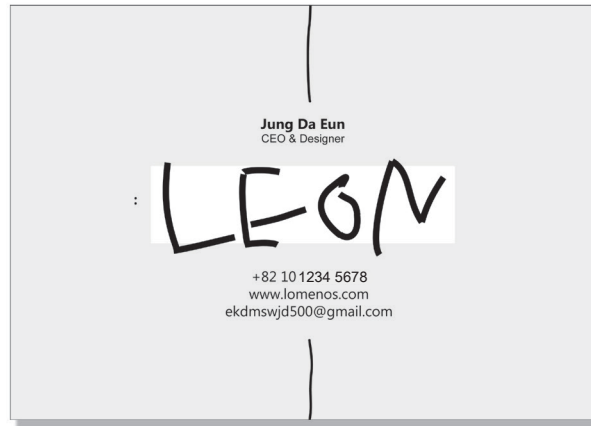 Jung Da Eun
CEO & Designer
: LEON
+82 10 1234 5678
www.lomenos.com
ekdmswjd500@gmail.com